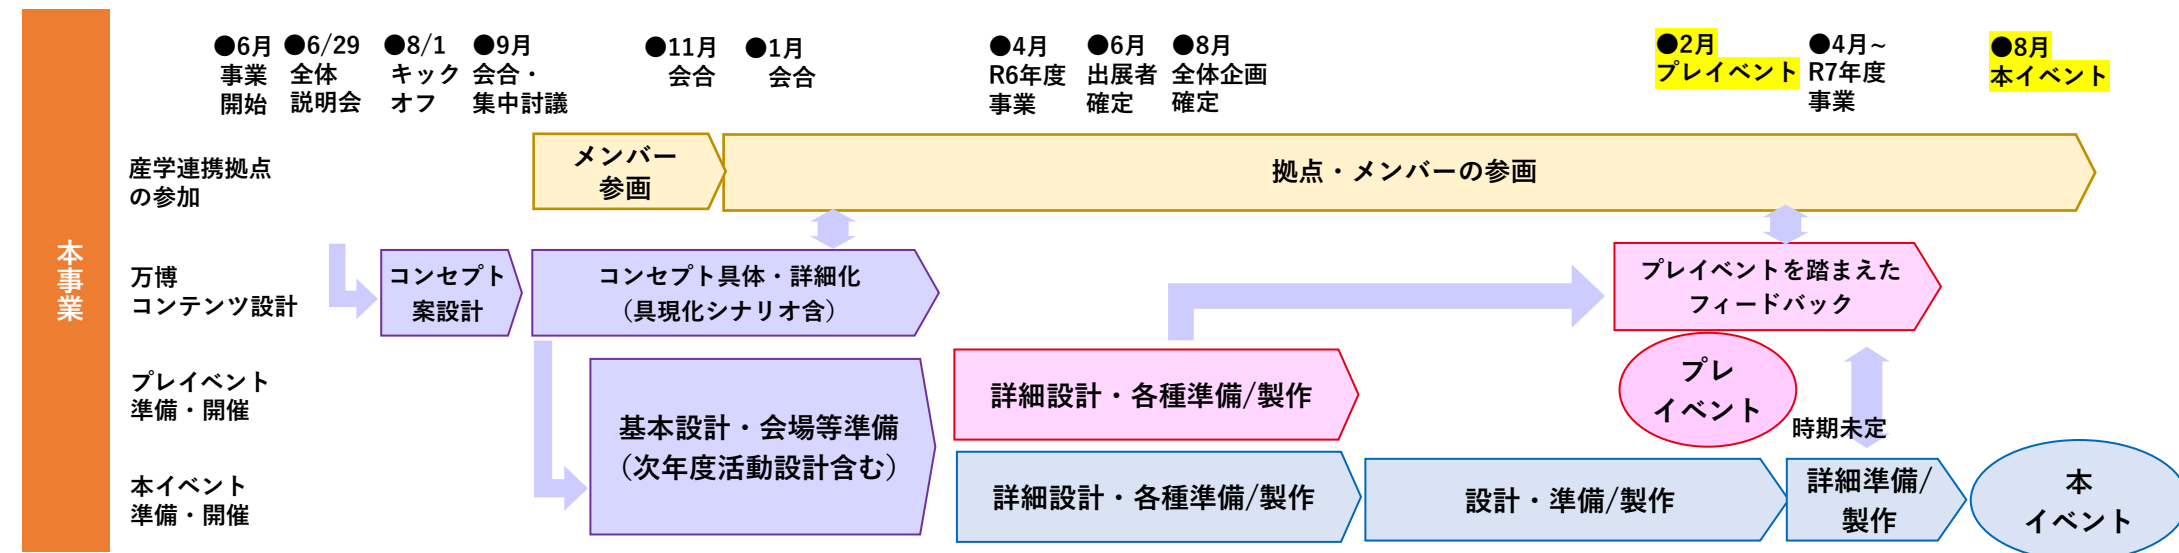 ●6月
事業
開始
●6/29
全体
説明会
●8/1
キック
オフ
●9月
会合・
集中討議
●11月
会合
●1月
会合
●4月
R6年度
事業
●6月
出展者
確定
●8月
全体企画
確定
●2月
プレイベント
●4月~
R7年度
事業
●8月
本イベント
本事業
産学連携拠点
の参加
メンバー
参画
拠点・メンバーの参画
万博
コンテンツ設計
コンセプト
案設計
コンセプト具体・詳細化
（具現化シナリオ含）
プレイベントを踏まえた
フィードバック
プレイベント
準備・開催
基本設計・会場等準備
（次年度活動設計含む）
詳細設計・各種準備/製作
プレ
イベント
時期未定
本イベント
準備・開催
詳細設計・各種準備/製作
設計・準備/製作
詳細準備/
製作
本
イベント